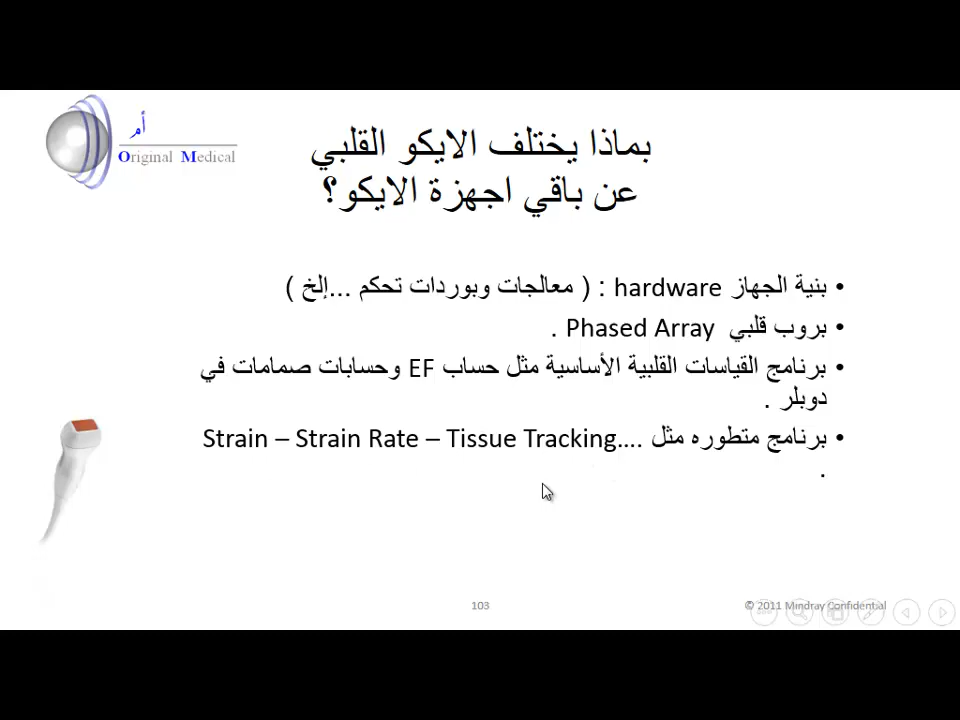 أم
Original Medical
بماذا يختلف الايكو القلبي
عن باقي اجهزة الايكو؟
• بنية الجهاز hardware : ( معالجات وبوردات تحكم ...إلخ )
• بروب قلبي Phased Array .
• برنامج القياسات القلبية الأساسية مثل حساب EF وحسابات صمامات في
دوبلر .
• برنامج متطوره مثل .... Strain – Strain Rate – Tissue Tracking
.
103
© 2011 Mindray Confidential